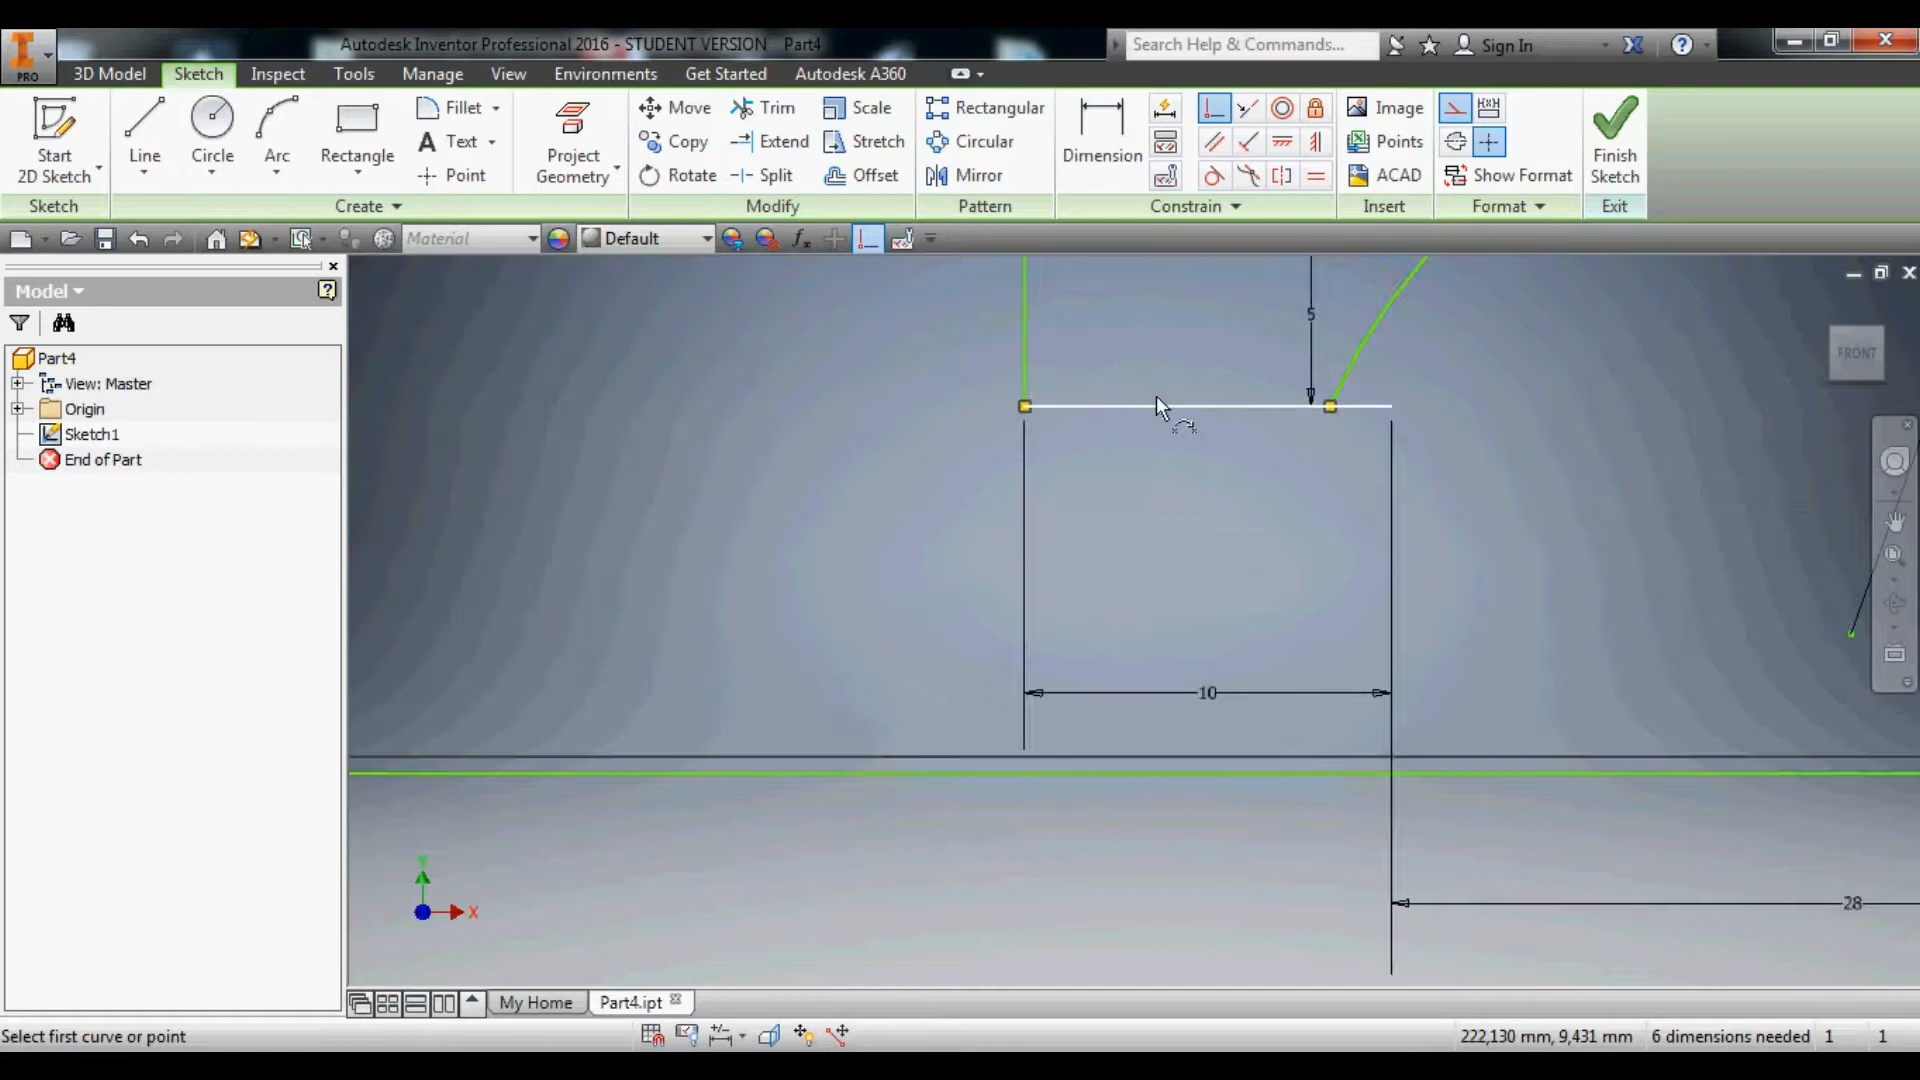 Autodesk Inventor Professional 2016 - STUDENT VERSION Part4
Search Help & Commands...
Sign In
PRO
3D Model
Sketch
Inspect
Tools
Manage
View
Environments
Get Started
Autodesk A360
Start
2D Sketch
Line
Circle
Arc
Rectangle
Fillet
Text
Point
Project
Geometry
Move
Copy
Rotate
Trim
Extend
Split
Scale
Stretch
Offset
Rectangular
Circular
Mirror
Dimension
Image
Points
ACAD
Show Format
Finish
Sketch
Sketch
Create
Modify
Pattern
Constrain
Insert
Format
Exit
Material
Default
fx
Model
Part4
View: Master
Origin
Sketch1
End of Part
5
10
28
FRONT
Y
X
My Home
Part4.ipt
Select first curve or point
222,130 mm, 9,431 mm
6 dimensions needed
1
1